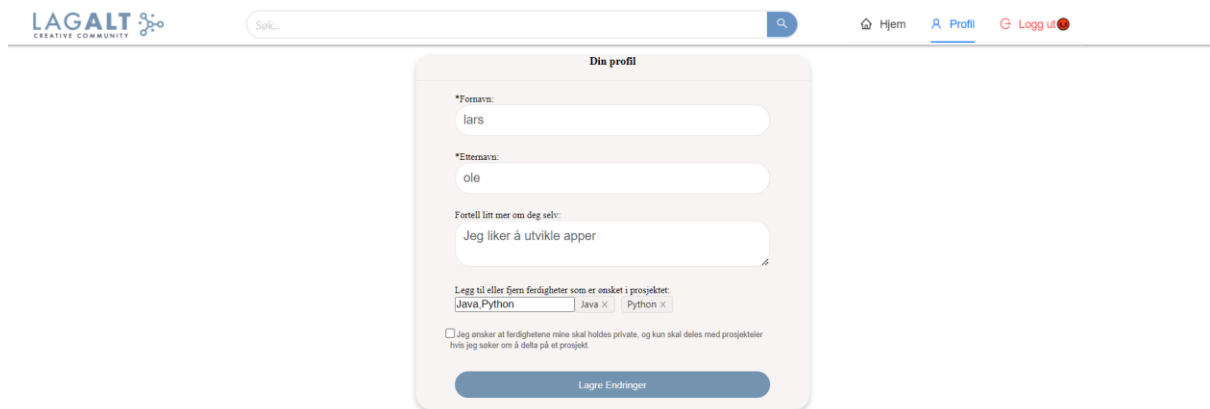 LAGALT
CREATIVE COMMUNITY
Søk...
Hjem
Profil
Logg ut
Din profil
*Fornavn:
lars
*Etternavn:
ole
Fortell litt mer om deg selv:
Jeg liker å utvikle apper
Legg til eller fjern ferdigheter som er ønsket i prosjektet:
Java,Python Java × Python ×
Jeg ønsker at ferdighetene mine skal holdes private, og kun skal deles med prosjekteier
hvis jeg søker om å delta på et prosjekt.
Lagre Endringer